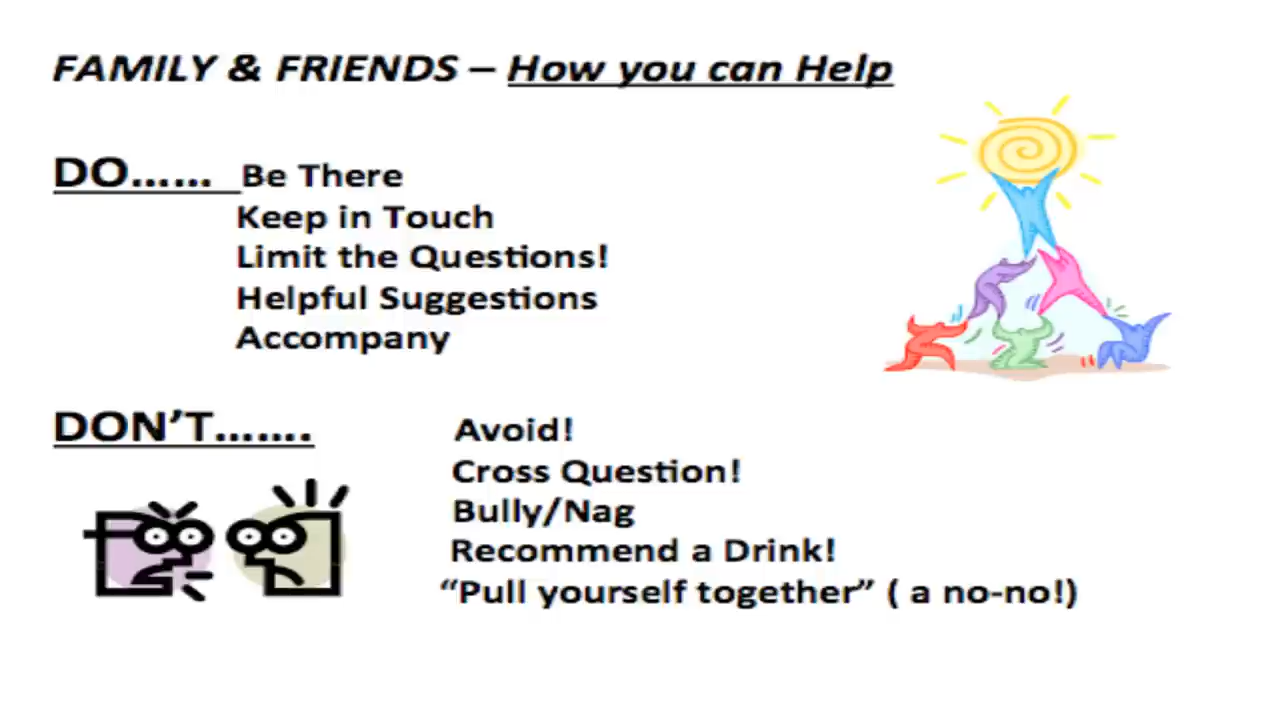 FAMILY & FRIENDS – How you can Help
DO…… Be There
Keep in Touch
Limit the Questions!
Helpful Suggestions
Accompany
DON’T……. Avoid!
Cross Question!
Bully/Nag
Recommend a Drink!
“Pull yourself together” ( a no-no!)